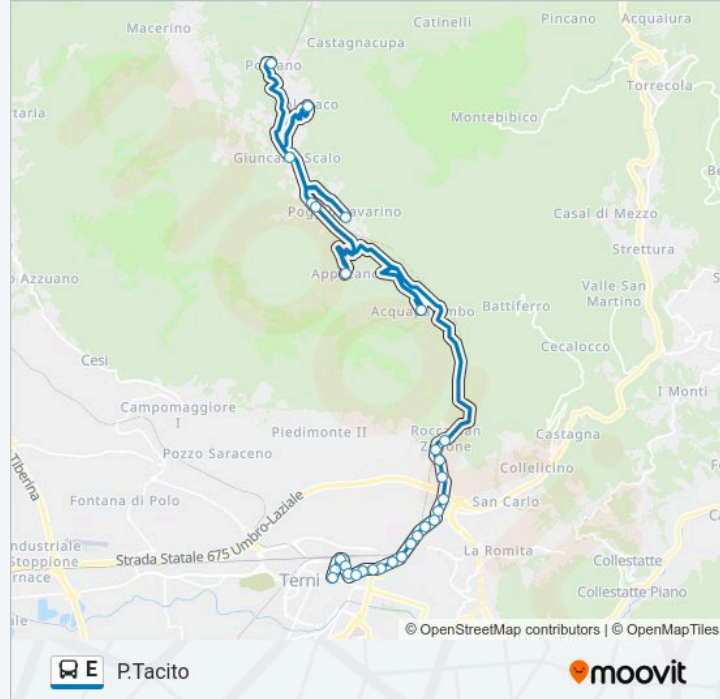 Macerino
Catinelli
Pincano
Acquaiura
Castagnacupa
Torrecola
Montebibico
Giuncano Scalo
Casal di Mezzo
Strettura
Azzuano
Valle San
Martino
Battiferro
Cecalocco
Cesi
I Monti
Campomaggiore
I
Piedimonte II
Castagna
Pozzo Saraceno
Collelicino
Tiberina
Fontana di Polo
San Carlo
Strada Statale 675 Umbro-Laziale
La Romita
Collestatte
Terni
Collestatte Piano
© OpenStreetMap contributors | © OpenMapTiles
E P.Tacito
moovit